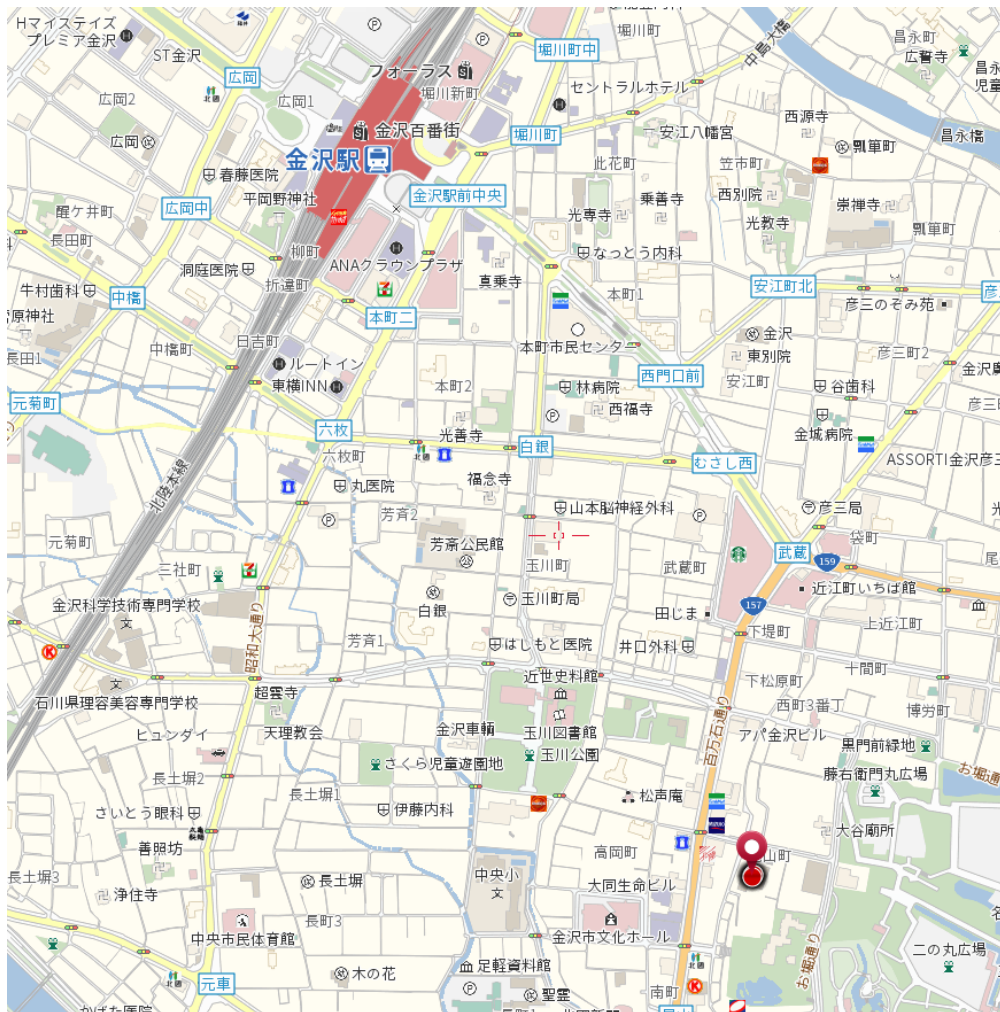 Hマイステイズ
プレミア金沢
ST金沢
広岡
堀川町中
堀川町
中島大橋
昌永町
広誓寺
昌永
児童
フォーラス
堀川新町
セントラルホテル
広岡2
広岡1
北國
広岡
金沢百番街
堀川町
安江八幡宮
西源寺
瓢箪町
昌永橋
金沢駅
春藤医院
平岡野神社
金沢駅前中央
此花町
乗善寺
笠市町
西別院
広岡中
醒ケ井町
長田町
光専寺
光教寺
崇禅寺
瓢箪町
柳町
ANAクラウンプラザ
なっとう内科
洞庭医院
折違町
真乗寺
本町1
安江町北
彦三のぞみ苑
牛村歯科
中橋
原神社
本町二
長田1
中橋町
日吉町
本町市民センタ
金沢
東別院
彦三町2
ルートイン
東横INN
本町2
西門口前
安江町
林病院
谷歯科
元菊町
西福寺
六枚
光善寺
白銀
金城病院
六枚町
北國
むさし西
ASSORTI金沢彦三
北陸本線
丸医院
福念寺
芳斉2
山本脳神経外科
彦三局
元菊町
芳斎公民館
玉川町
武蔵町
武蔵
袋町
159
三社町
近江町いちば館
金沢科学技術専門学校
文
白銀
玉川町局
田じま
157
下堤町
上近江町
昭和大通り
芳斉1
はしもと医院
井口外科
十間町
近世史料館
下松原町
文
石川県理容美容専門学校
超雲寺
西町3番丁
博労町
天理教会
金沢車輌
玉川図書館
百万石通り
アパ金沢ビル
ヒュンダイ
玉川公園
黒門前緑地
お堀通
さくら児童遊園地
長土塀2
長土塀1
藤右衛門丸広場
さいとう眼科
伊藤内科
松声庵
大谷廟所
善照坊
高岡町
山町
長土塀3
浄住寺
長土塀
中央小
文
大同生命ビル
長町3
中央市民体育館
金沢市文化ホール
お堀通り
二の丸広場
足軽資料館
北國
元車
木の花
聖霊
南町
長町1